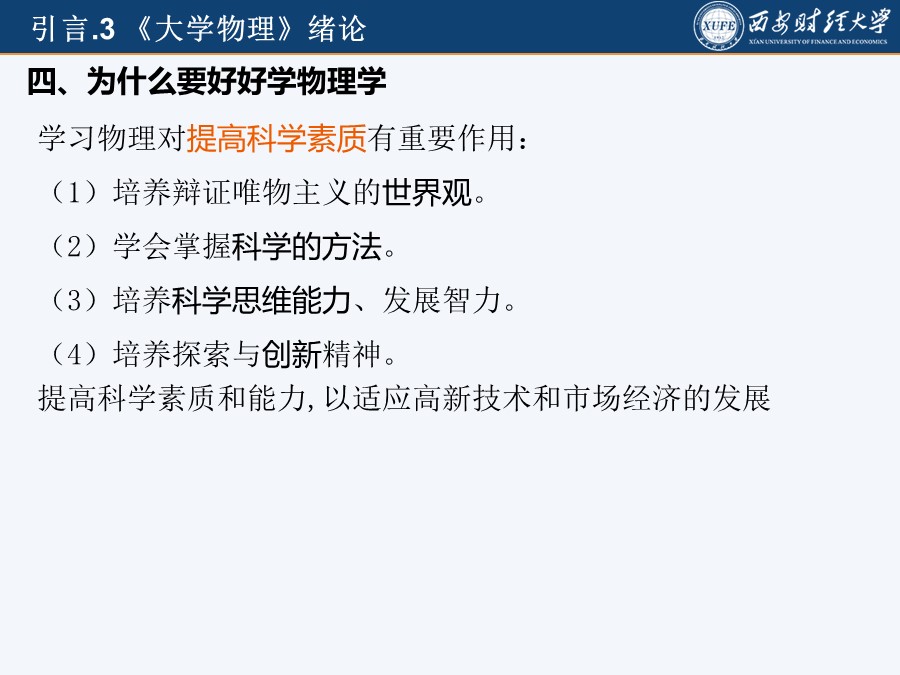 引言.3 《大学物理》绪论
XUFE
西安财经大学
XI'AN UNIVERSITY OF FINANCE AND ECONOMICS
四、为什么要好好学物理学
学习物理对提高科学素质有重要作用：
（1）培养辩证唯物主义的世界观。
（2）学会掌握科学的方法。
（3）培养科学思维能力、发展智力。
（4）培养探索与创新精神。
提高科学素质和能力,以适应高新技术和市场经济的发展